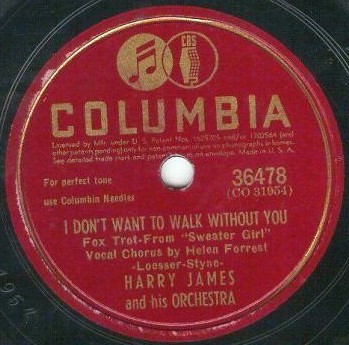 CBS
COLUMBIA
Licensed by Mfr. under U. S. Patent Nos. 1625705 and/or 1702564 (and
other patents pending) only for non-commercial use on phonographs in homes.
See detailed trade mark and patent notice on envelope. Made in U. S. A.
For perfect tone
use Columbia Needles
36478
(CO 31954)
I DON'T WANT TO WALK WITHOUT YOU
Fox Trot-From "Sweater Girl"
Vocal Chorus by Helen Forrest
-Loesser-Styne-
HARRY JAMES
and his ORCHESTRA